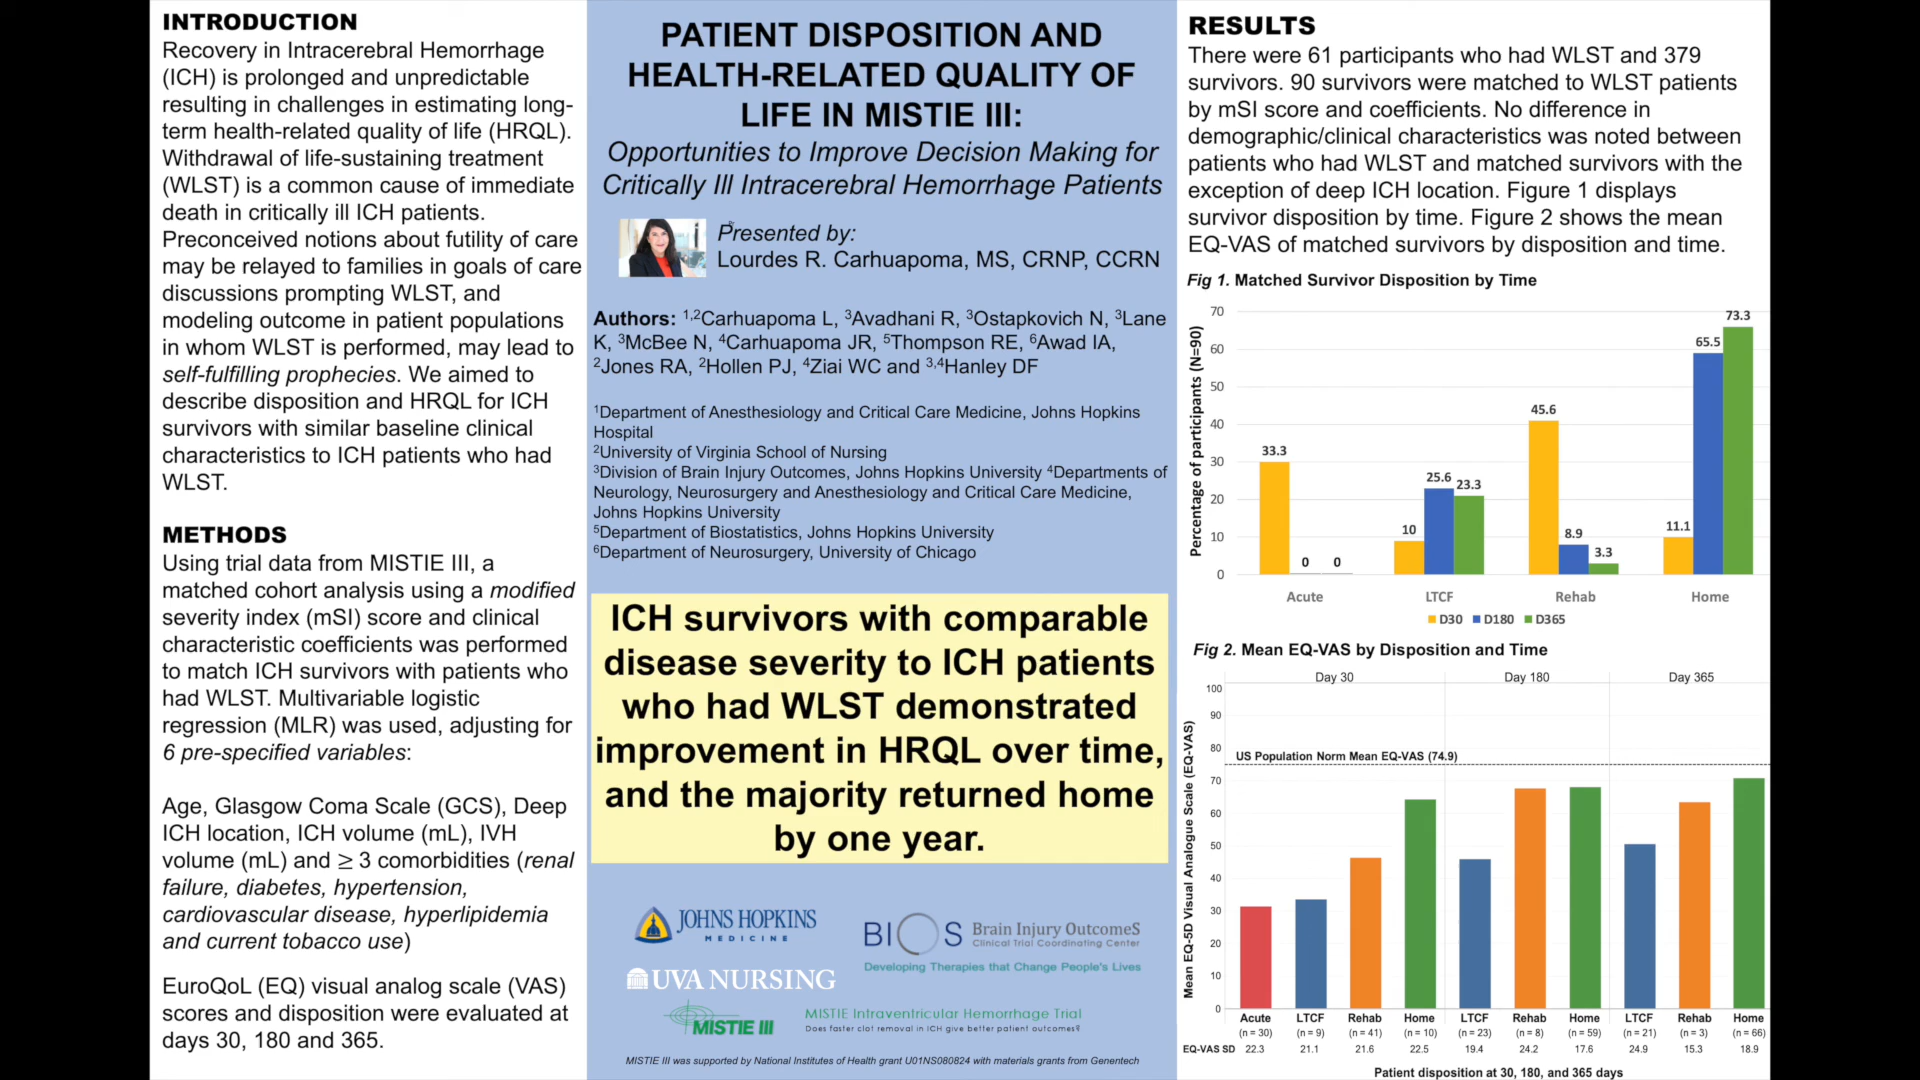 INTRODUCTION
Recovery in Intracerebral Hemorrhage
(ICH) is prolonged and unpredictable
resulting in challenges in estimating long-
term health-related quality of life (HRQL).
Withdrawal of life-sustaining treatment
(WLST) is a common cause of immediate
death in critically ill ICH patients.
Preconceived notions about futility of care
may be relayed to families in goals of care
discussions prompting WLST, and
modeling outcome in patient populations
in whom WLST is performed, may lead to
self-fulfilling prophecies. We aimed to
describe disposition and HRQL for ICH
survivors with similar baseline clinical
characteristics to ICH patients who had
WLST.
METHODS
Using trial data from MISTIE III, a
matched cohort analysis using a modified
severity index (mSI) score and clinical
characteristic coefficients was performed
to match ICH survivors with patients who
had WLST. Multivariable logistic
regression (MLR) was used, adjusting for
6 pre-specified variables:
Age, Glasgow Coma Scale (GCS), Deep
ICH location, ICH volume (mL), IVH
volume (mL) and ≥ 3 comorbidities (renal
failure, diabetes, hypertension,
cardiovascular disease, hyperlipidemia
and current tobacco use)
EuroQoL (EQ) visual analog scale (VAS)
scores and disposition were evaluated at
days 30, 180 and 365.
PATIENT DISPOSITION AND
HEALTH-RELATED QUALITY OF
LIFE IN MISTIE III:
Opportunities to Improve Decision Making for
Critically Ill Intracerebral Hemorrhage Patients
Presented by:
Lourdes R. Carhuapoma, MS, CRNP, CCRN
Authors: 1,2Carhuapoma L, 3Avadhani R, 3Ostapkovich N, 3Lane
K, 3McBee N, 4Carhuapoma JR, 5Thompson RE, 6Awad IA,
2Jones RA, 2Hollen PJ, 4Ziai WC and 3,4Hanley DF
1Department of Anesthesiology and Critical Care Medicine, Johns Hopkins
Hospital
2University of Virginia School of Nursing
3Division of Brain Injury Outcomes, Johns Hopkins University 4Departments of
Neurology, Neurosurgery and Anesthesiology and Critical Care Medicine,
Johns Hopkins University
5Department of Biostatistics, Johns Hopkins University
6Department of Neurosurgery, University of Chicago
ICH survivors with comparable
disease severity to ICH patients
who had WLST demonstrated
improvement in HRQL over time,
and the majority returned home
by one year.
JOHNS HOPKINS
MEDICINE
BIOS Brain Injury OutcomeS
Clinical Trial Coordinating Center
Developing Therapies that Change People's Lives
UVA NURSING
MISTIE III
MISTIE Intraventricular Hemorrhage Trial
Does faster clot removal in ICH give better patient outcomes?
MISTIE III was supported by National Institutes of Health grant U01NS080824 with materials grants from Genentech
RESULTS
There were 61 participants who had WLST and 379
survivors. 90 survivors were matched to WLST patients
by mSI score and coefficients. No difference in
demographic/clinical characteristics was noted between
patients who had WLST and matched survivors with the
exception of deep ICH location. Figure 1 displays
survivor disposition by time. Figure 2 shows the mean
EQ-VAS of matched survivors by disposition and time.
Fig 1. Matched Survivor Disposition by Time
Percentage of participants (N=90)
70
60
50
40
30
20
10
0
33.3
0
0
10
25.6
23.3
45.6
8.9
3.3
11.1
65.5
73.3
Acute LTCF Rehab Home
D30 D180 D365
Fig 2. Mean EQ-VAS by Disposition and Time
Day 30 Day 180 Day 365
Mean EQ-5D Visual Analogue Scale (EQ-VAS)
100
90
80
70
60
50
40
30
20
10
0
US Population Norm Mean EQ-VAS (74.9)
Acute LTCF Rehab Home LTCF Rehab Home LTCF Rehab Home
(n = 30) (n = 9) (n = 41) (n = 10) (n = 23) (n = 8) (n = 59) (n = 21) (n = 3) (n = 66)
EQ-VAS SD 22.3 21.1 21.6 22.5 19.4 24.2 17.6 24.9 15.3 18.9
Patient disposition at 30, 180, and 365 days